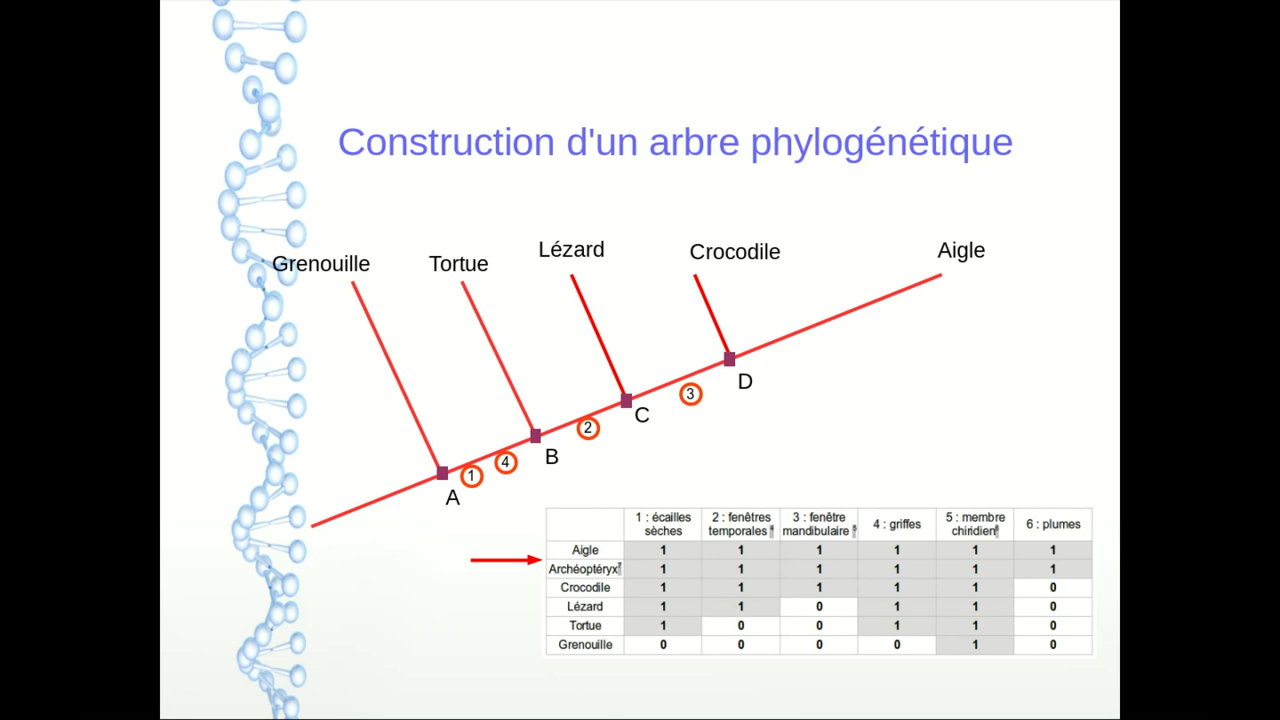 Construction d'un arbre phylogénétique
Grenouille
Tortue
Lézard
Crocodile
Aigle
D
3
C
2
B
4
1
A
1 : écailles sèches 2 : fenêtres temporales 3 : fenêtre mandibulaire 4 : griffes 5 : membre chiridien 6 : plumes
Aigle 1 1 1 1 1 1
Archéoptéryx 1 1 1 1 1 1
Crocodile 1 1 1 1 1 0
Lézard 1 1 0 1 1 0
Tortue 1 0 0 1 1 0
Grenouille 0 0 0 0 1 0